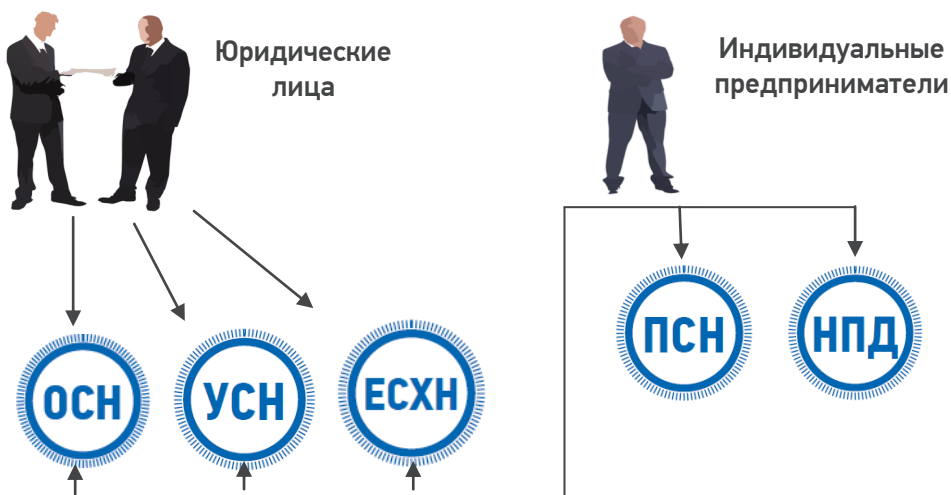 Юридические
лица
Индивидуальные
предприниматели
ПСН
НПД
ОСН
УСН
ЕСХН